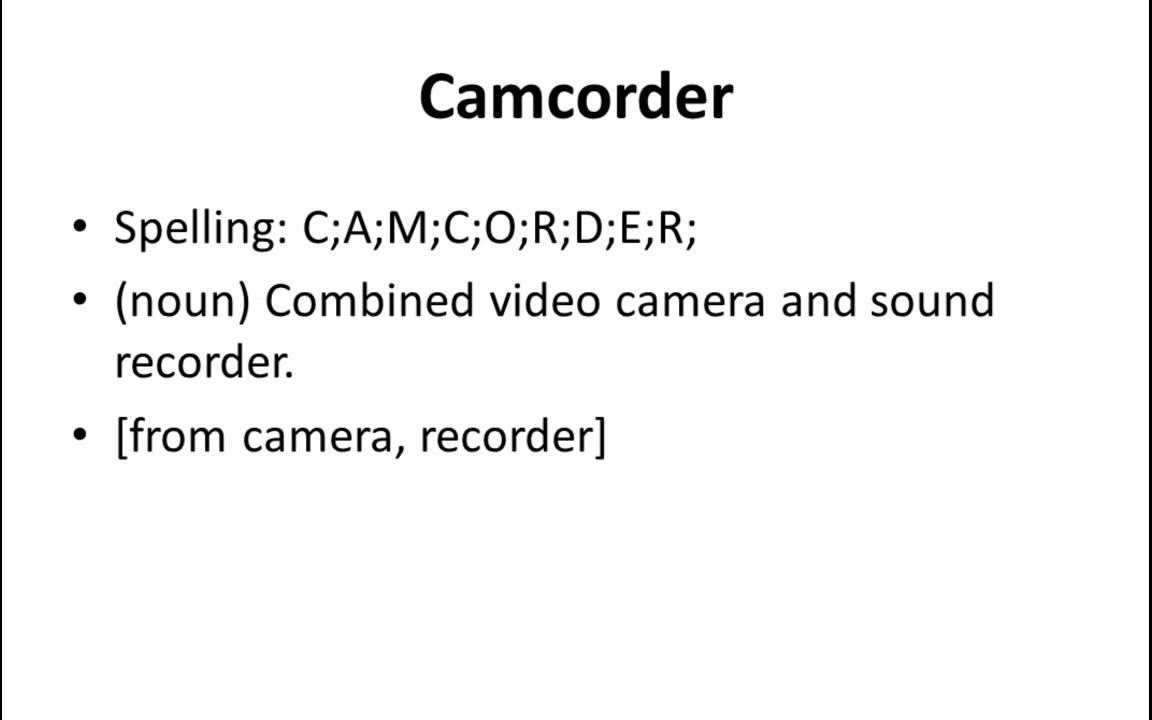 Camcorder
• Spelling: C;A;M;C;O;R;D;E;R;
• (noun) Combined video camera and sound
recorder.
• [from camera, recorder]